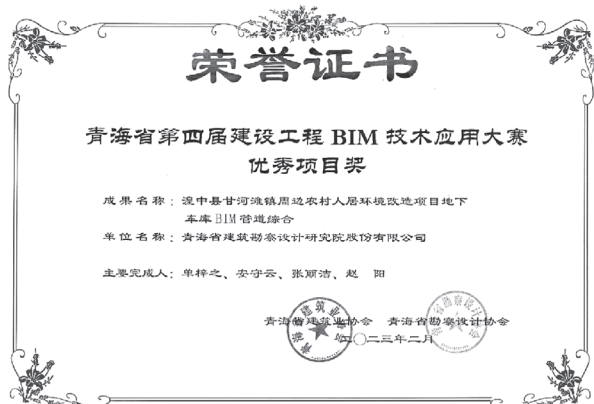 荣誉证书
青海省第四届建设工程 BIM 技术应用大赛
优秀项目奖
成果名称：湟中县甘河滩镇周边农村人居环境改造项目地下
车库BIM管道综合
单位名称：青海省建筑勘察设计研究院股份有限公司
主要完成人：单梓之、安守云、张丽洁、赵 阳
青海省建筑业协会 青海省勘察设计协会
二〇二三年二月